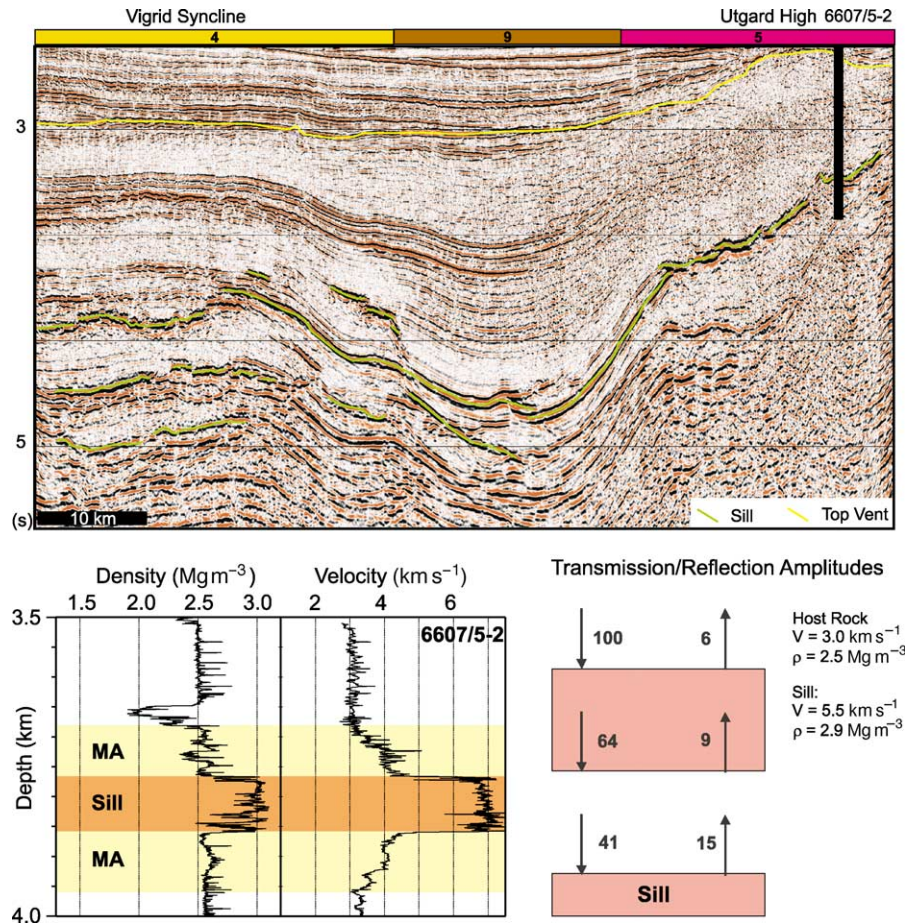 Vigrid Syncline
Utgard High 6607/5-2
4
9
5
3
5
(s)
10 km
Sill
Top Vent
Density (Mg m⁻³)
Velocity (km s⁻¹)
1.5 2.0 2.5 3.0
2 4 6
3.5
6607/5-2
Depth (km)
MA
Sill
MA
4.0
Transmission/Reflection Amplitudes
100
6
64
9
41
15
Sill
Host Rock
V = 3.0 km s⁻¹
ρ = 2.5 Mg m⁻³
Sill:
V = 5.5 km s⁻¹
ρ = 2.9 Mg m⁻³